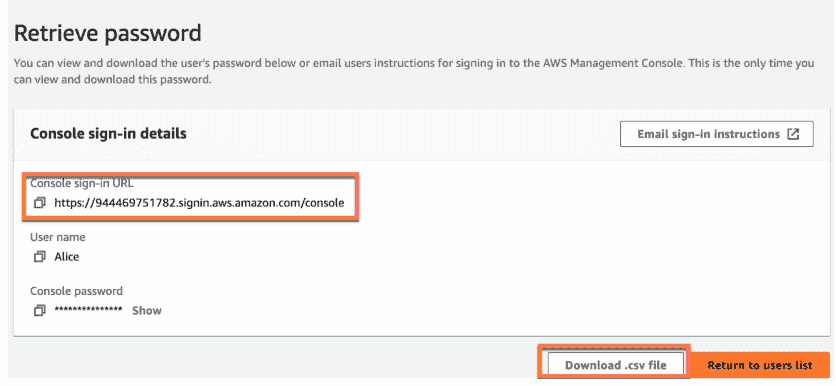 Retrieve password
You can view and download the user's password below or email users instructions for signing in to the AWS Management Console. This is the only time you
can view and download this password.
Console sign-in details
Email sign-in instructions
Console sign-in URL
https://944469751782.signin.aws.amazon.com/console
User name
Alice
Console password
*************** Show
Download .csv file
Return to users list